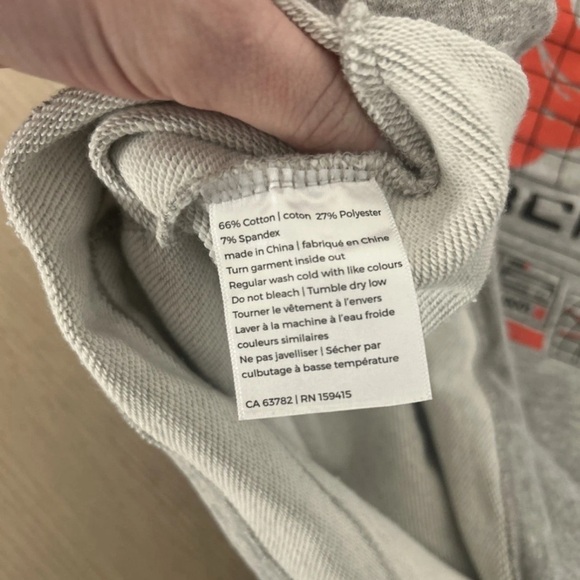 66% Cotton | coton 27% Polyester
7% Spandex
made in China | fabriqué en Chine
Turn garment inside out
Regular wash cold with like colours
Do not bleach | Tumble dry low
Tourner le vêtement à l'envers
Laver à la machine à l'eau froide
couleurs similaires
Ne pas javelliser | Sécher par
culbutage à basse température
CA 63782 | RN 159415